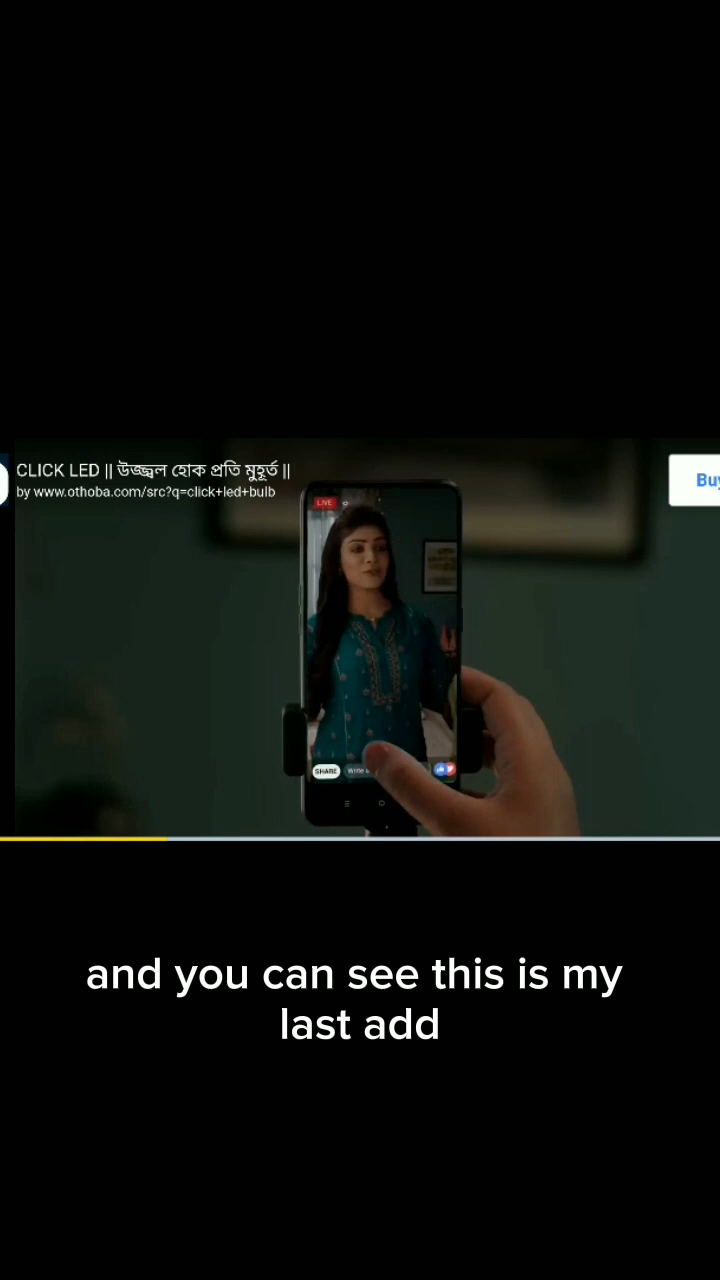 CLICK LED || উজ্জ্বল হোক প্রতি মুহূর্ত ||
by www.othoba.com/src?q=click+led+bulb
LIVE
SHARE
Write
and you can see this is my
last add